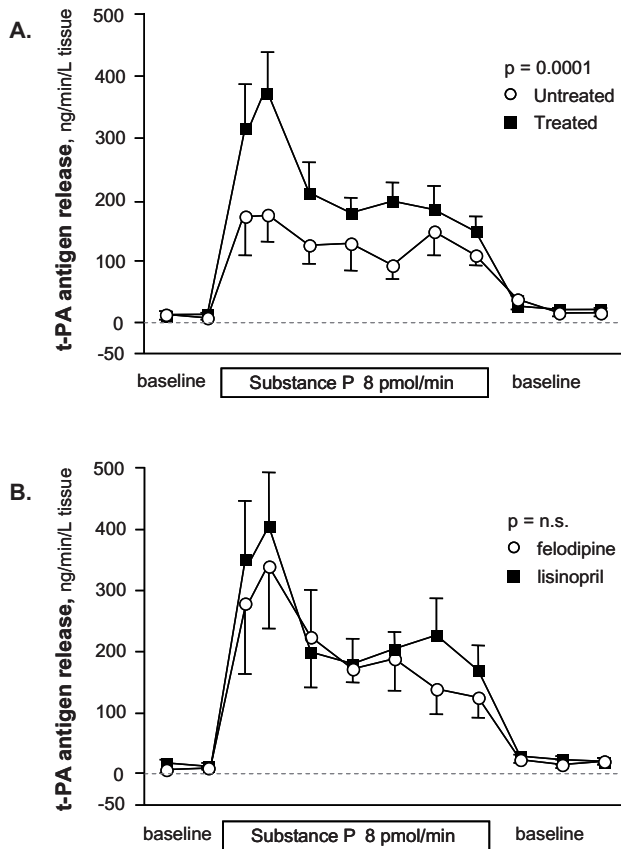 A.
t-PA antigen release, ng/min/L tissue
500
400
300
200
100
0
-50
p = 0.0001
Untreated
Treated
baseline
Substance P 8 pmol/min
baseline
B.
t-PA antigen release, ng/min/L tissue
500
400
300
200
100
0
-50
p = n.s.
felodipine
lisinopril
baseline
Substance P 8 pmol/min
baseline